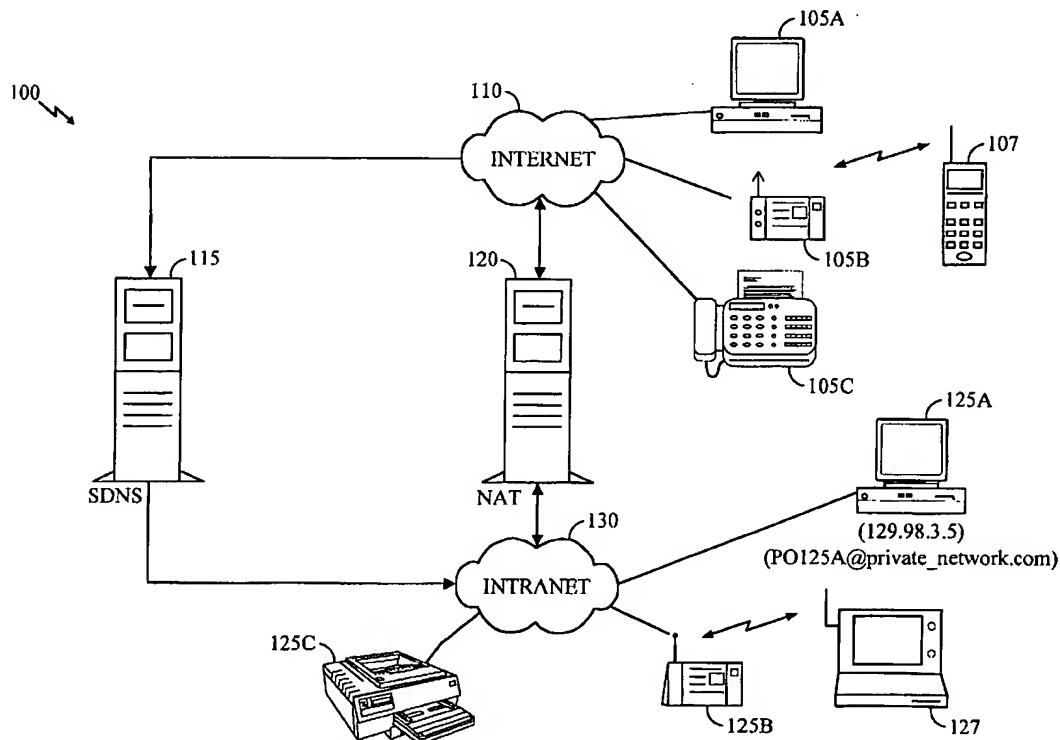 105A
100
110
INTERNET
107
115
120
105B
105C
125A
SDNS
NAT
130
(129.98.3.5)
(PO125A@private_network.com)
INTRANET
125C
125B
127